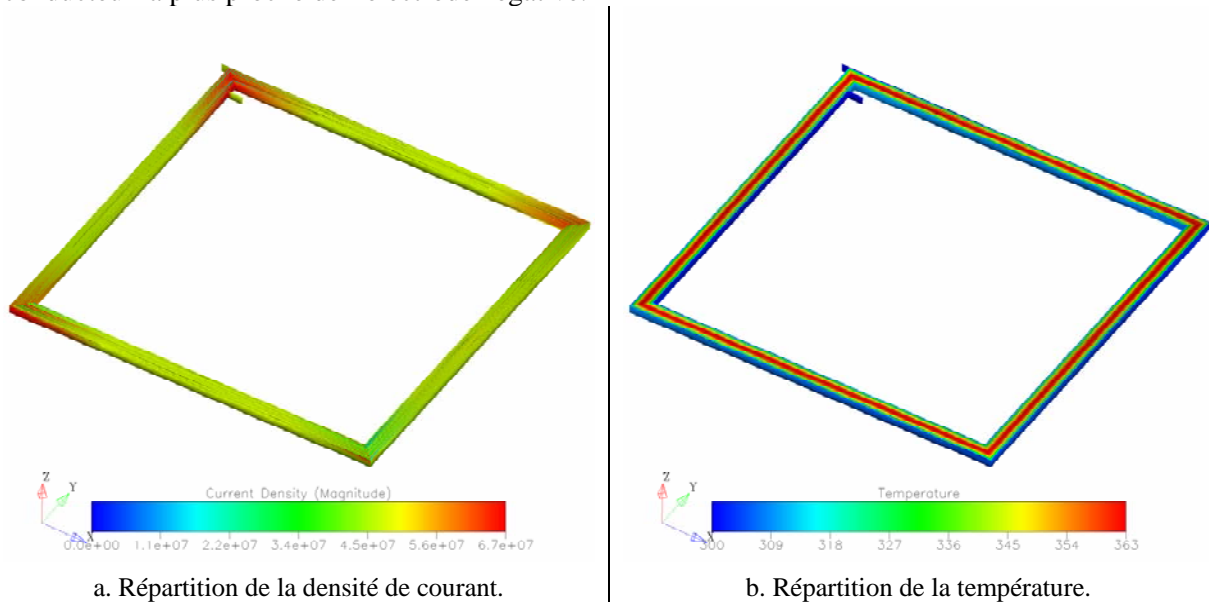 Z
Y
X
Current Density (Magnitude)
0.0e+00 1.1e+07 2.2e+07 3.4e+07 4.5e+07 5.6e+07 6.7e+07
a. Répartition de la densité de courant.
Z
Y
X
Temperature
300 309 318 327 336 345 354 363
b. Répartition de la température.